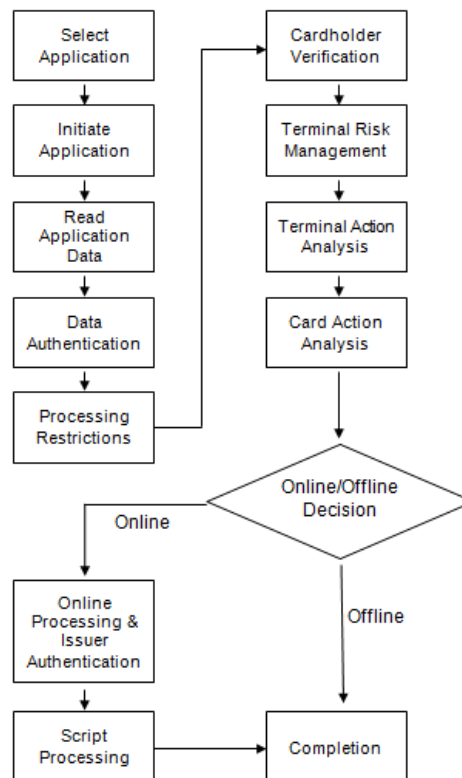 Select
Application
Initiate
Application
Read
Application
Data
Data
Authentication
Processing
Restrictions
Cardholder
Verification
Terminal Risk
Management
Terminal Action
Analysis
Card Action
Analysis
Online/Offline
Decision
Online
Online
Processing &
Issuer
Authentication
Script
Processing
Offline
Completion